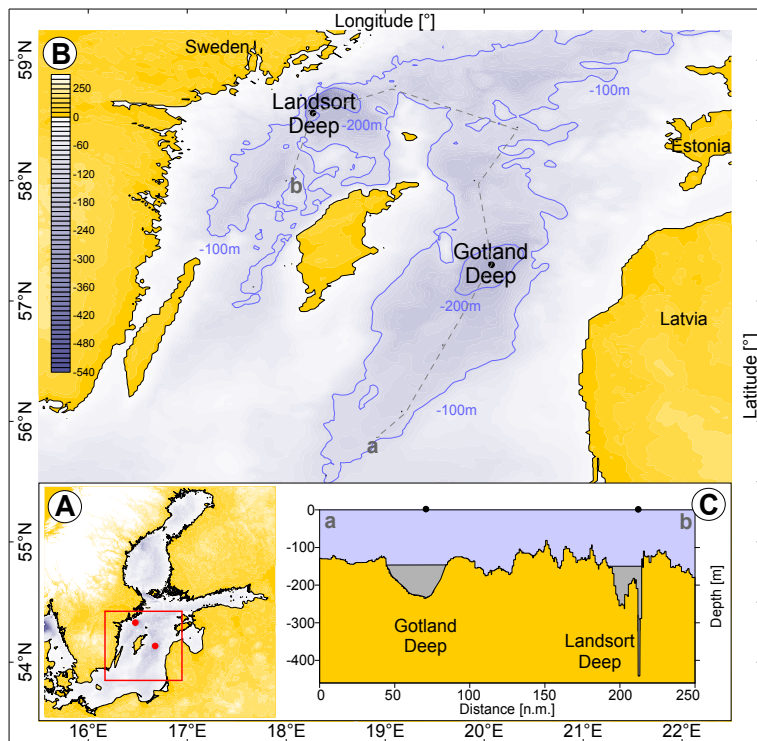 Longitude [°]
B
Sweden
59°N
58°N
57°N
56°N
55°N
54°N
250
0
-60
-120
-180
-240
-300
-360
-420
-480
-540
Landsort
Deep
-200m
-100m
Estonia
b
-100m
Gotland
Deep
-200m
Latvia
-100m
a
Latitude [°]
A
C
a
b
0
-100
-200
-300
-400
Depth [m]
Gotland
Deep
Landsort
Deep
0
50
100
150
200
250
Distance [n.m.]
16°E
17°E
18°E
19°E
20°E
21°E
22°E